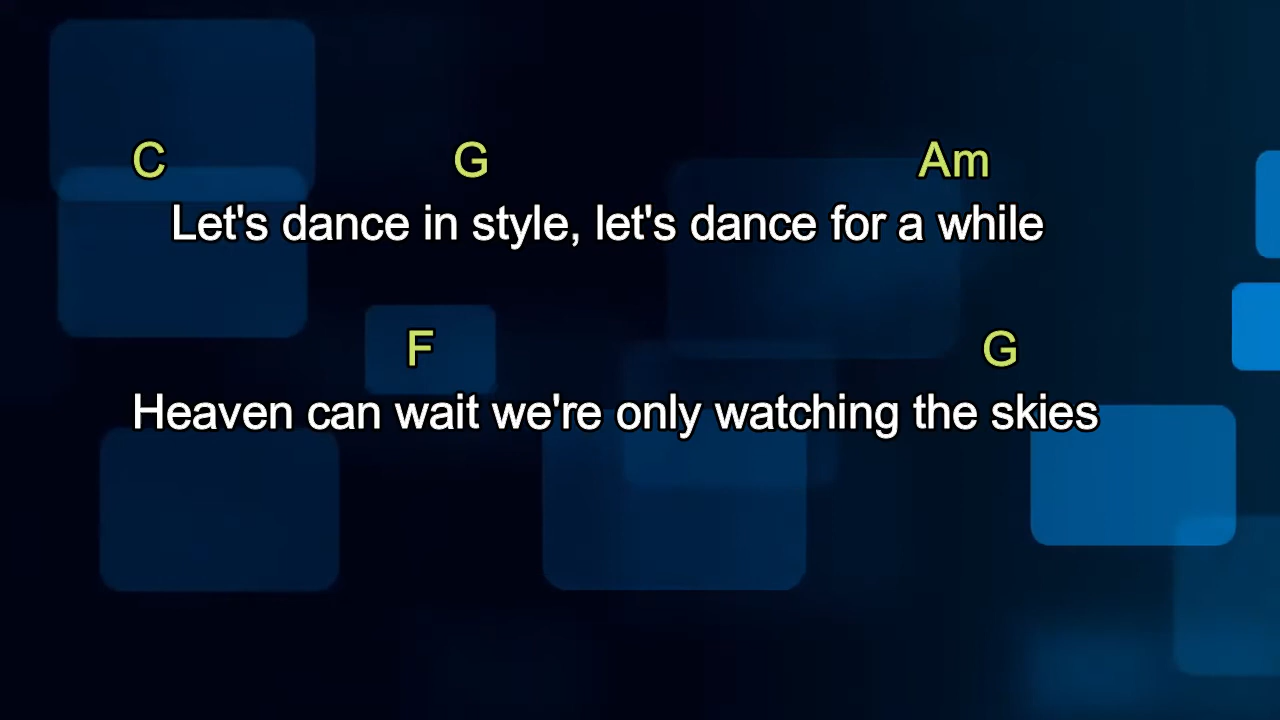 C G Am
Let's dance in style, let's dance for a while
F G
Heaven can wait we're only watching the skies